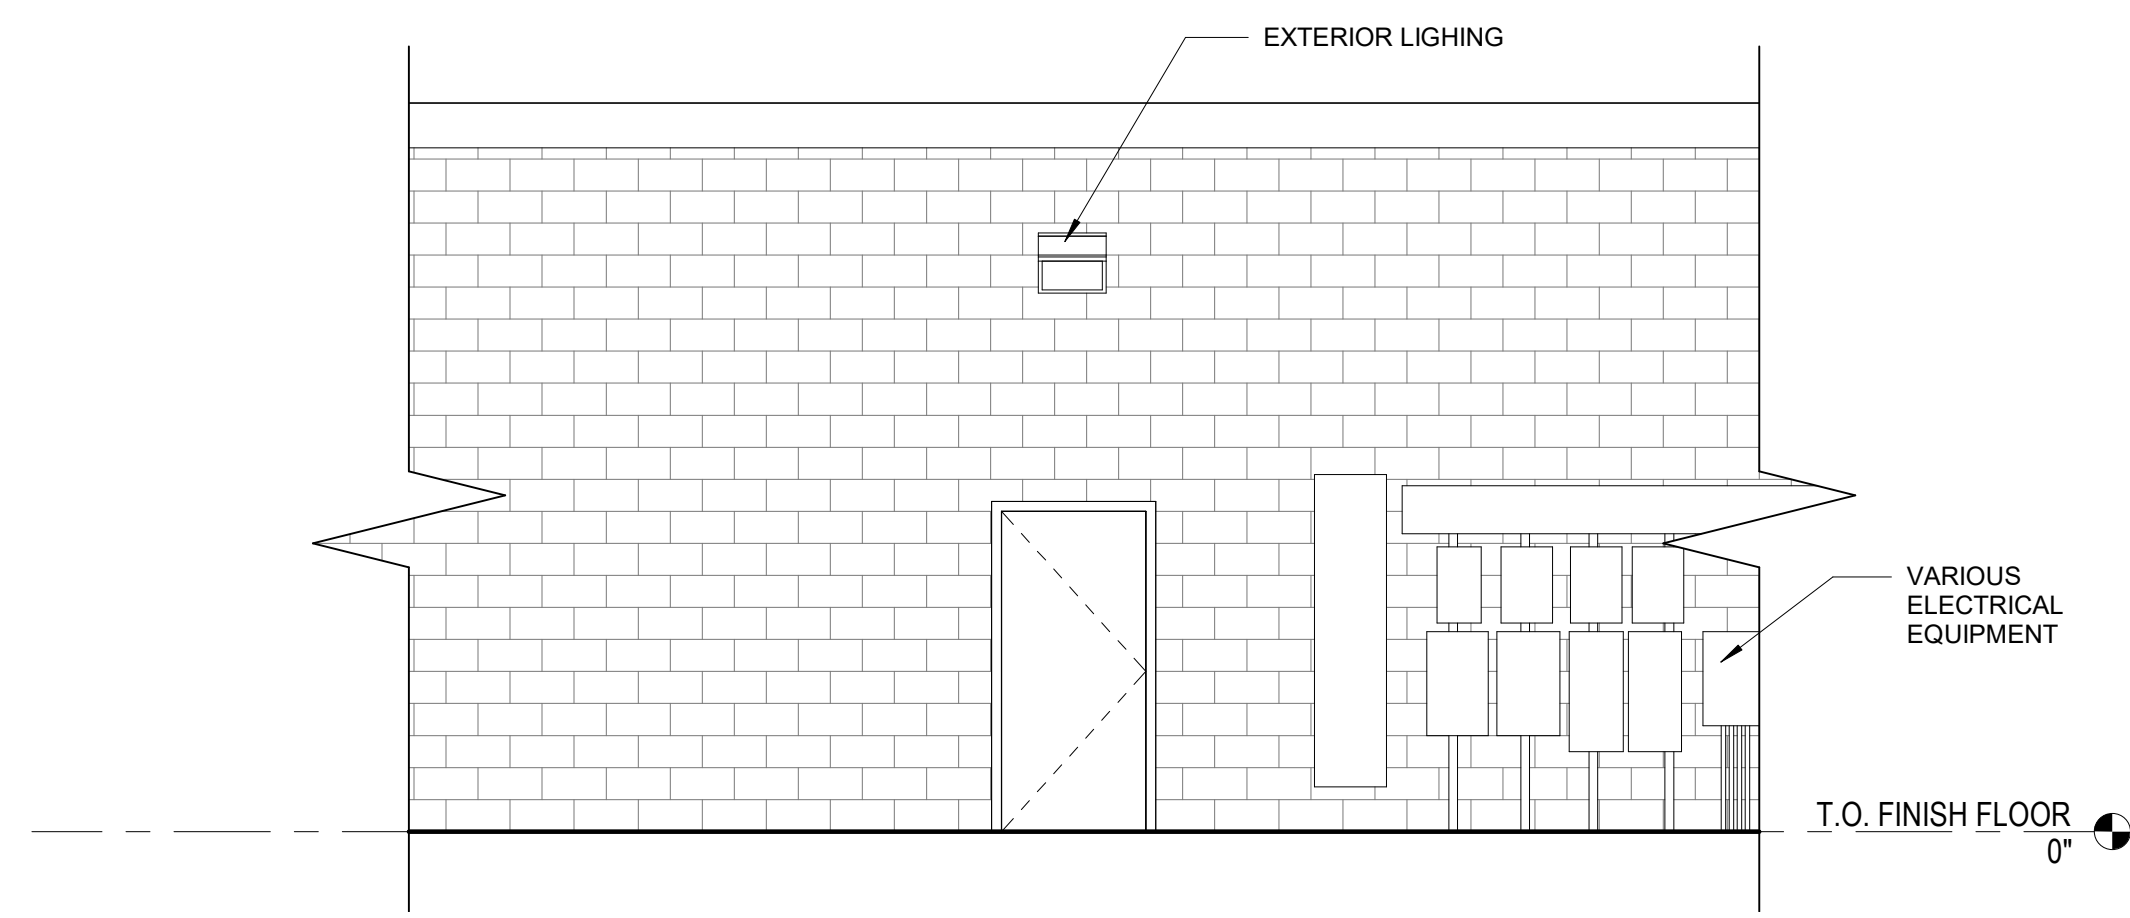 EXTERIOR LIGHING
VARIOUS
ELECTRICAL
EQUIPMENT
T.O. FINISH FLOOR
0"